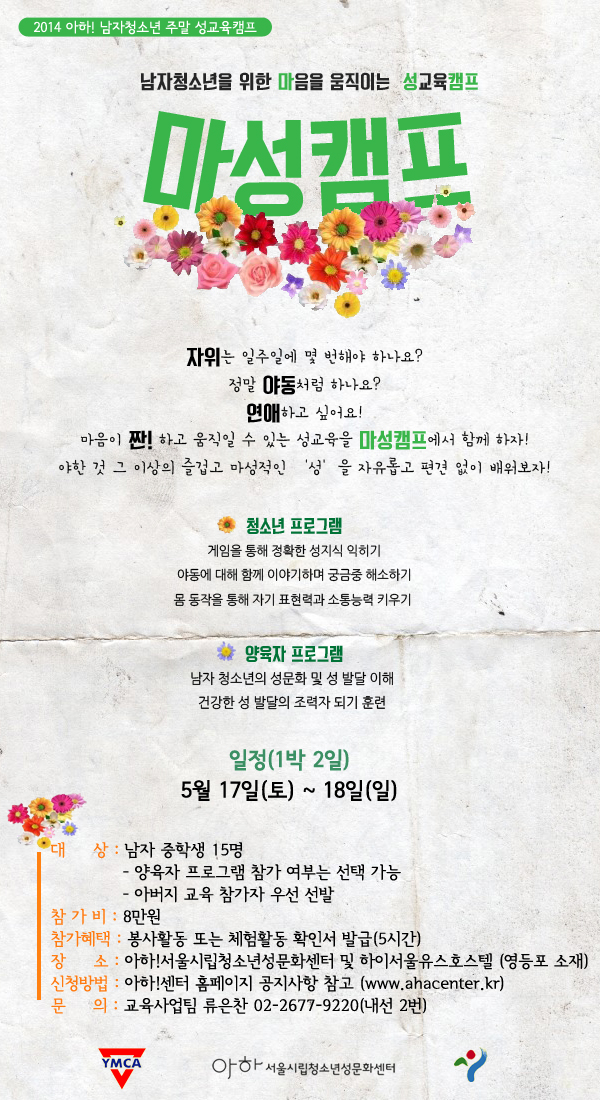 2014 아하! 남자청소년 주말 성교육캠프
남자청소년을 위한 마음을 움직이는 성교육캠프
마성캠프
자위는 일주일에 몇 번해야 하나요?
정말 야동처럼 하나요?
연애하고 싶어요!
마음이 짠! 하고 움직일 수 있는 성교육을 마성캠프에서 함께 하자!
야한 것 그 이상의 즐겁고 마성적인 '성' 을 자유롭고 편견 없이 배워보자!
청소년 프로그램
게임을 통해 정확한 성지식 익히기
야동에 대해 함께 이야기하며 궁금중 해소하기
몸 동작을 통해 자기 표현력과 소통능력 키우기
양육자 프로그램
남자 청소년의 성문화 및 성 발달 이해
건강한 성 발달의 조력자 되기 훈련
일정(1박 2일)
5월 17일(토) ~ 18일(일)
대 상 : 남자 중학생 15명
- 양육자 프로그램 참가 여부는 선택 가능
- 아버지 교육 참가자 우선 선발
참 가 비 : 8만원
참가혜택 : 봉사활동 또는 체험활동 확인서 발급(5시간)
장 소 : 아하!서울시립청소년성문화센터 및 하이서울유스호스텔 (영등포 소재)
신청방법 : 아하!센터 홈페이지 공지사항 참고 (www.ahacenter.kr)
문 의 : 교육사업팀 류은찬 02-2677-9220(내선 2번)
YMCA
아하 서울시립청소년성문화센터